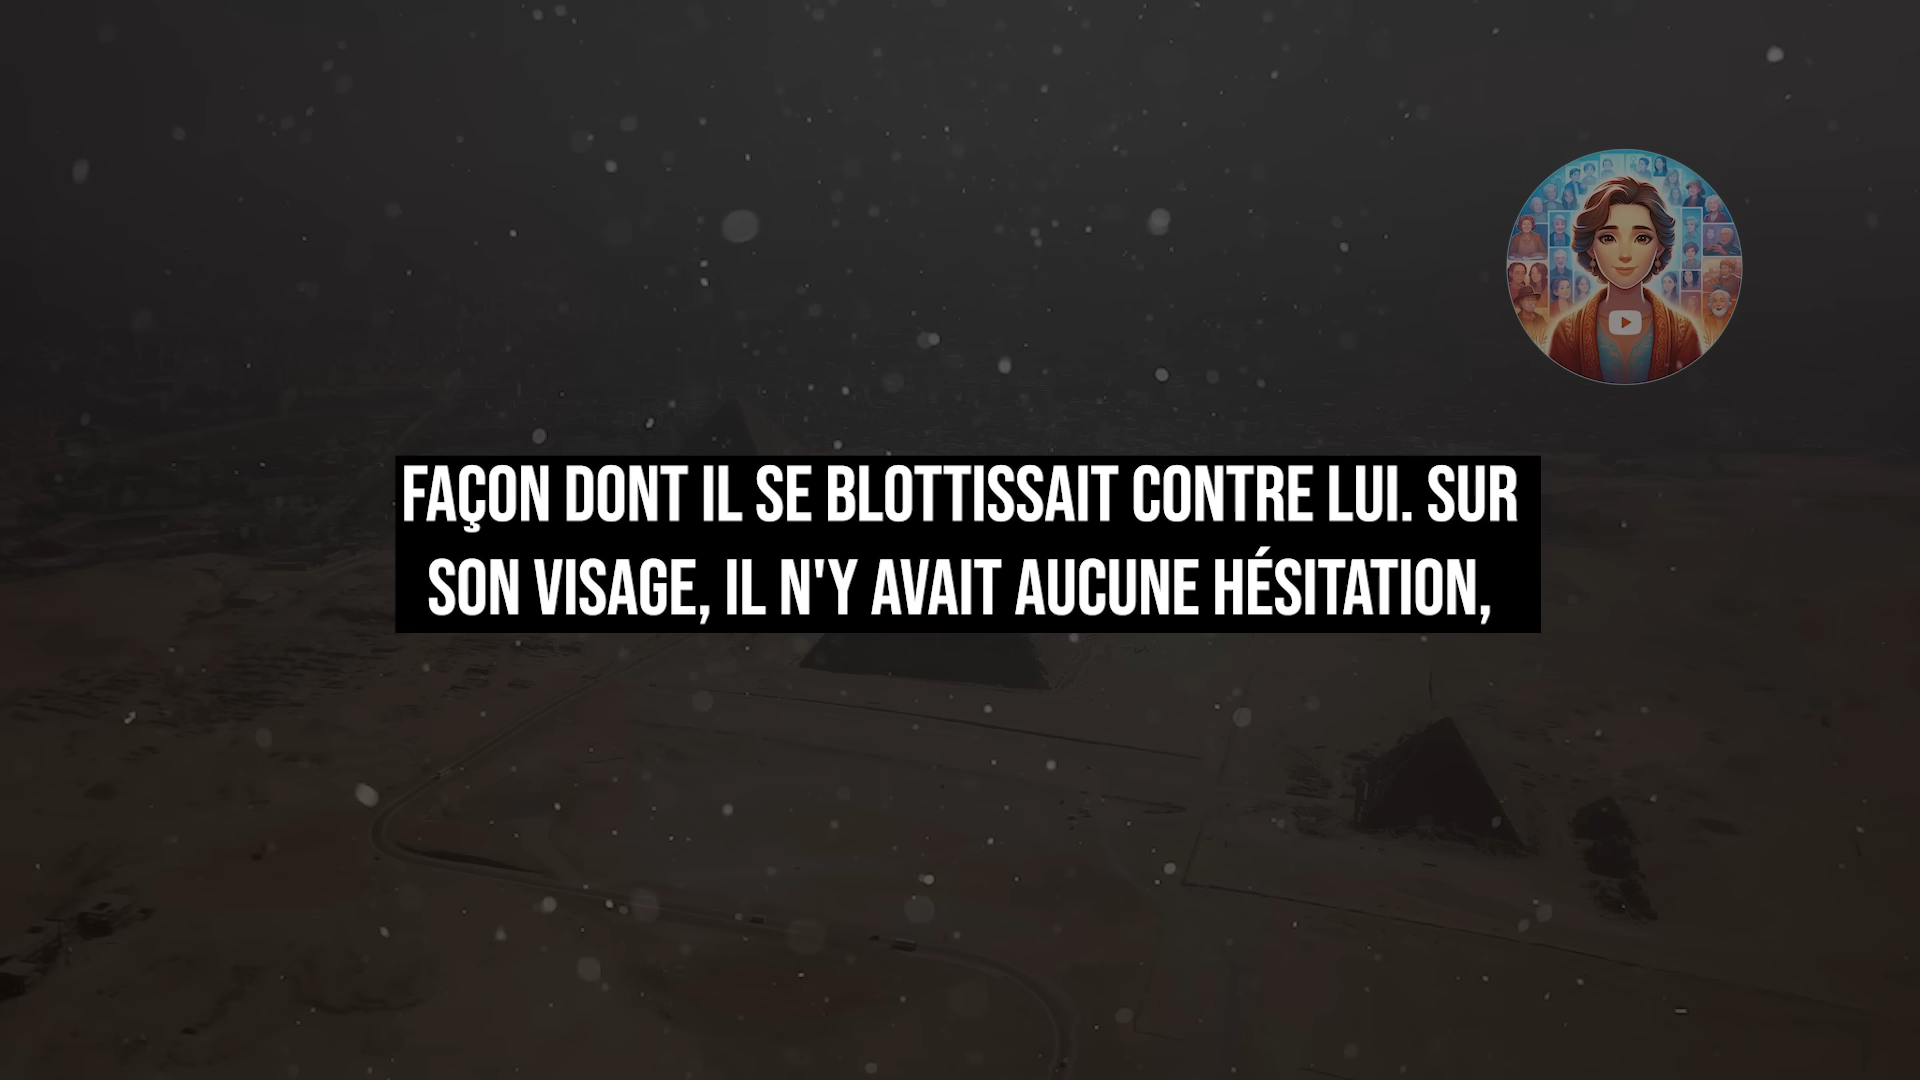 FAÇON DONT IL SE BLOTTISSAIT CONTRE LUI. SUR
SON VISAGE, IL N'Y AVAIT AUCUNE HÉSITATION,